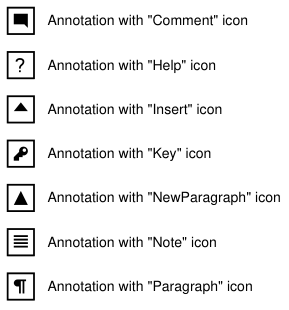 Annotation with "Comment" icon
? Annotation with "Help" icon
Annotation with "Insert" icon
Annotation with "Key" icon
Annotation with "NewParagraph" icon
Annotation with "Note" icon
¶ Annotation with "Paragraph" icon